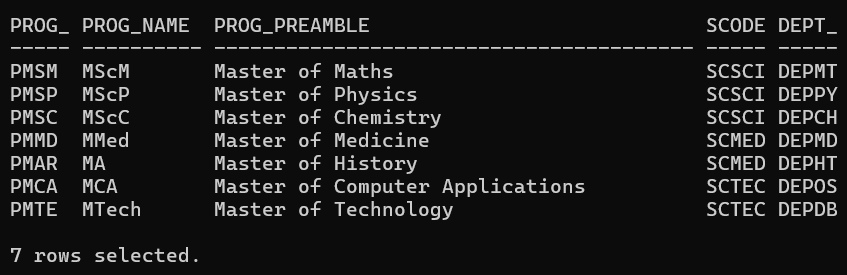 PROG_ PROG_NAME  PROG_PREAMBLE                            SCODE DEPT_
----- ---------- ---------------------------------------- ----- -----
PMSM  MScM       Master of Maths                          SCSCI DEPMT
PMSP  MScP       Master of Physics                        SCSCI DEPPY
PMSC  MScC       Master of Chemistry                      SCSCI DEPCH
PMMD  MMed       Master of Medicine                       SCMED DEPMD
PMAR  MA         Master of History                        SCMED DEPHT
PMCA  MCA        Master of Computer Applications          SCTEC DEPOS
PMTE  MTech      Master of Technology                     SCTEC DEPDB
7 rows selected.